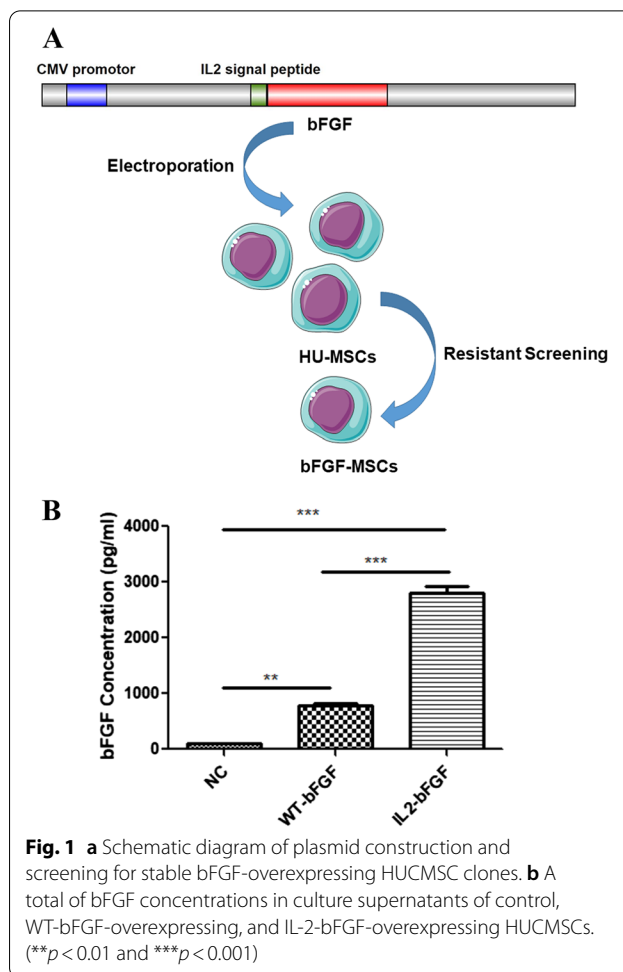 A
CMV promotor IL2 signal peptide
bFGF
Electroporation
HU-MSCs
Resistant Screening
bFGF-MSCs
B
bFGF Concentration (pg/ml)
4000
3000
2000
1000
0
***
***
**
NC
WT-bFGF
IL2-bFGF
Fig. 1 a Schematic diagram of plasmid construction and
screening for stable bFGF-overexpressing HUCMSC clones. b A
total of bFGF concentrations in culture supernatants of control,
WT-bFGF-overexpressing, and IL-2-bFGF-overexpressing HUCMSCs.
(**p < 0.01 and ***p < 0.001)